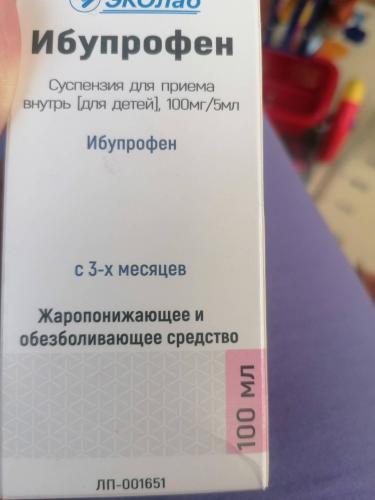 ЭКОлаб
Ибупрофен
Суспензия для приема
внутрь [для детей], 100мг/5мл
Ибупрофен
с 3-х месяцев
Жаропонижающее и
обезболивающее средство
100 мл
ЛП-001651